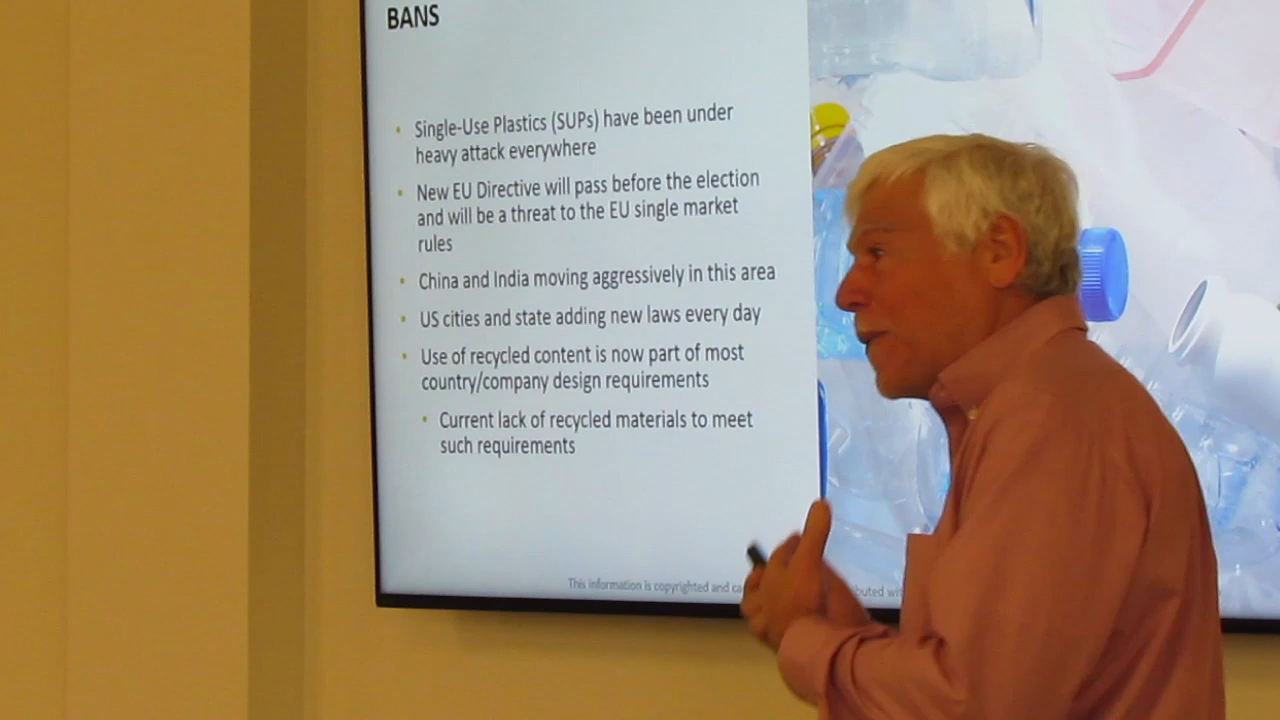 BANS
• Single-Use Plastics (SUPs) have been under
heavy attack everywhere
• New EU Directive will pass before the election
and will be a threat to the EU single market
rules
• China and India moving aggressively in this area
• US cities and state adding new laws every day
• Use of recycled content is now part of most
country/company design requirements
• Current lack of recycled materials to meet
such requirements
This information is copyrighted and